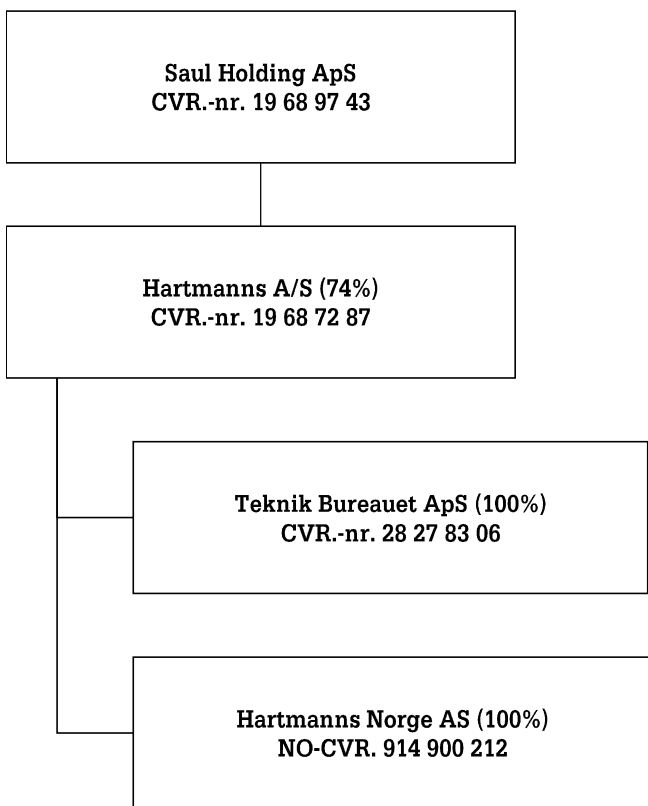 Saul Holding ApS
CVR.-nr. 19 68 97 43
Hartmanns A/S (74%)
CVR.-nr. 19 68 72 87
Teknik Bureauet ApS (100%)
CVR.-nr. 28 27 83 06
Hartmanns Norge AS (100%)
NO-CVR. 914 900 212